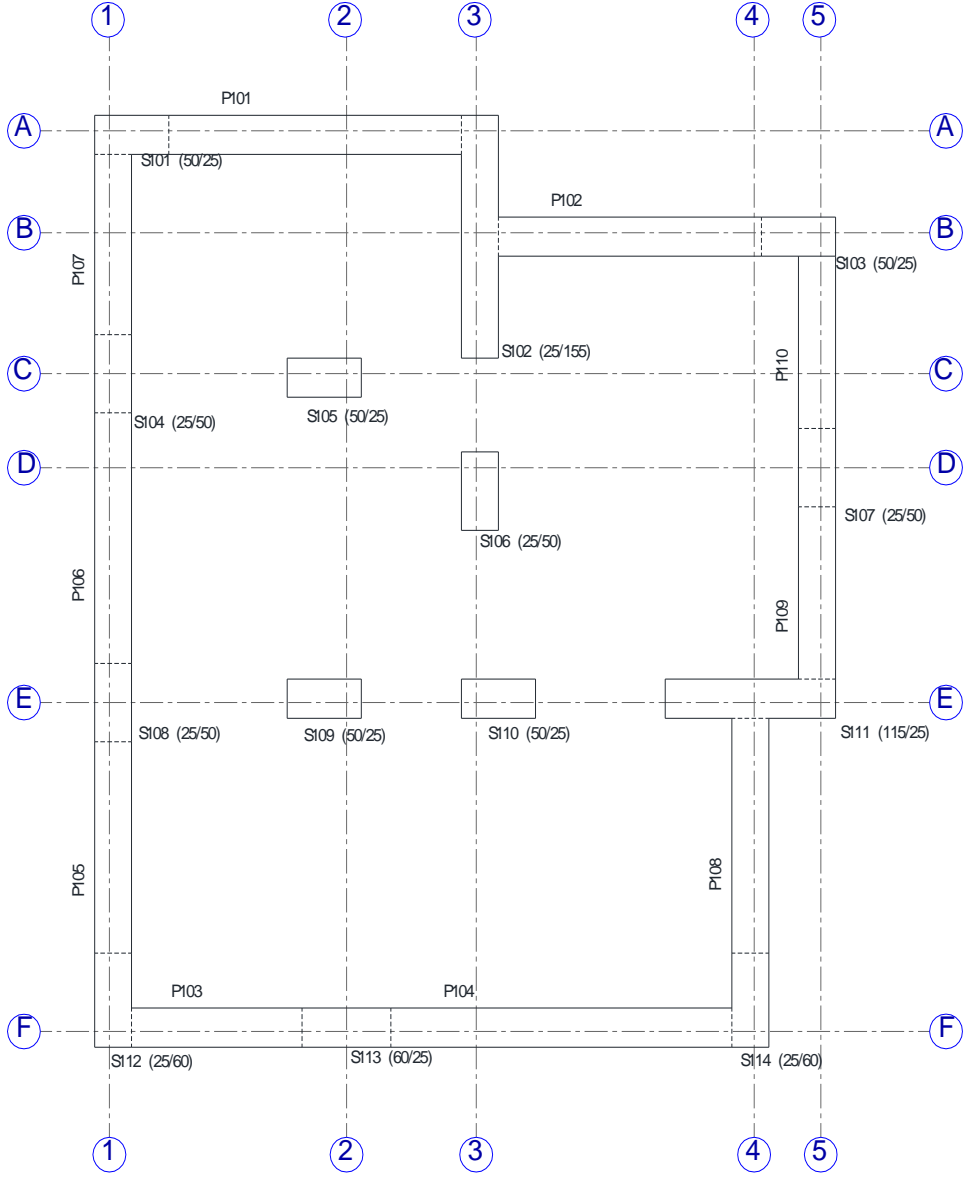 1 2 3 4 5
P101
A A
S101 (50/25)
P102
B B
P107
S103 (50/25)
S102 (25/155)
P110
C C
S104 (25/50)
S105 (50/25)
D D
S107 (25/50)
S106 (25/50)
P106
P109
E E
S108 (25/50)
S109 (50/25)
S110 (50/25)
S111 (115/25)
P105
P108
P103
P104
F F
S112 (25/60)
S113 (60/25)
S114 (25/60)
1 2 3 4 5